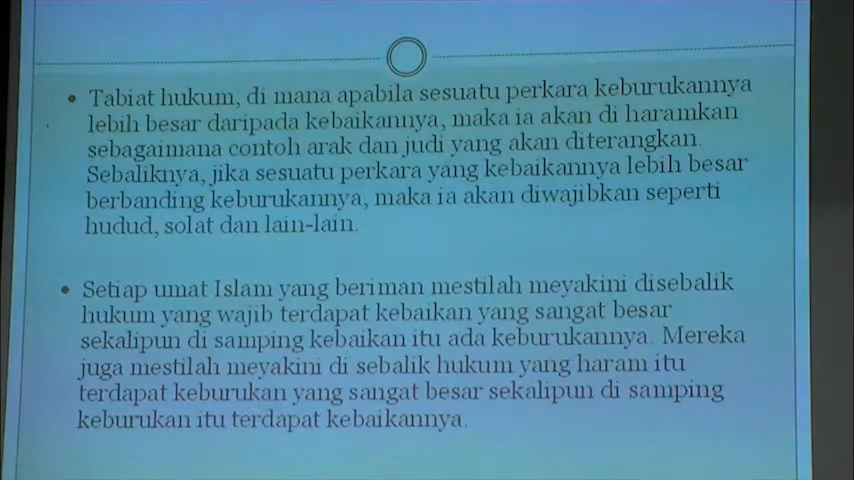 • Tabiat hukum, di mana apabila sesuatu perkara keburukannya
lebih besar daripada kebaikannya, maka ia akan di haramkan
sebagaimana contoh arak dan judi yang akan diterangkan.
Sebaliknya, jika sesuatu perkara yang kebaikannya lebih besar
berbanding keburukannya, maka ia akan diwajibkan seperti
hudud, solat dan lain-lain.
• Setiap umat Islam yang beriman mestilah meyakini disebalik
hukum yang wajib terdapat kebaikan yang sangat besar
sekalipun di samping kebaikan itu ada keburukannya. Mereka
juga mestilah meyakini di sebalik hukum yang haram itu
terdapat keburukan yang sangat besar sekalipun di samping
keburukan itu terdapat kebaikannya.